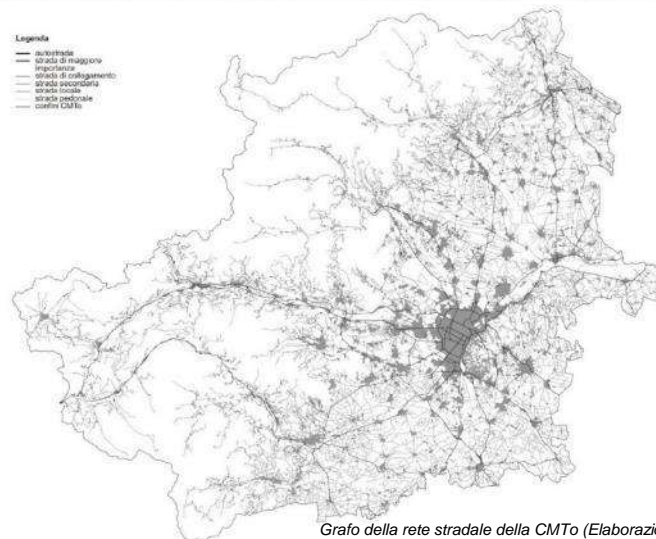 Legenda
autostrada
strada di maggiore
importanza
strada di collegamento
strada secondaria
strada locale
strada pedonale
confini CMTo
Grafo della rete stradale della CMTo (Elaborazio